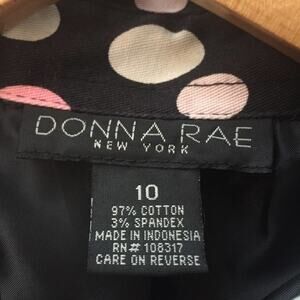 DONNA RAE
NEW YORK
10
97% COTTON
3% SPANDEX
MADE IN INDONESIA
RN# 108317
CARE ON REVERSE